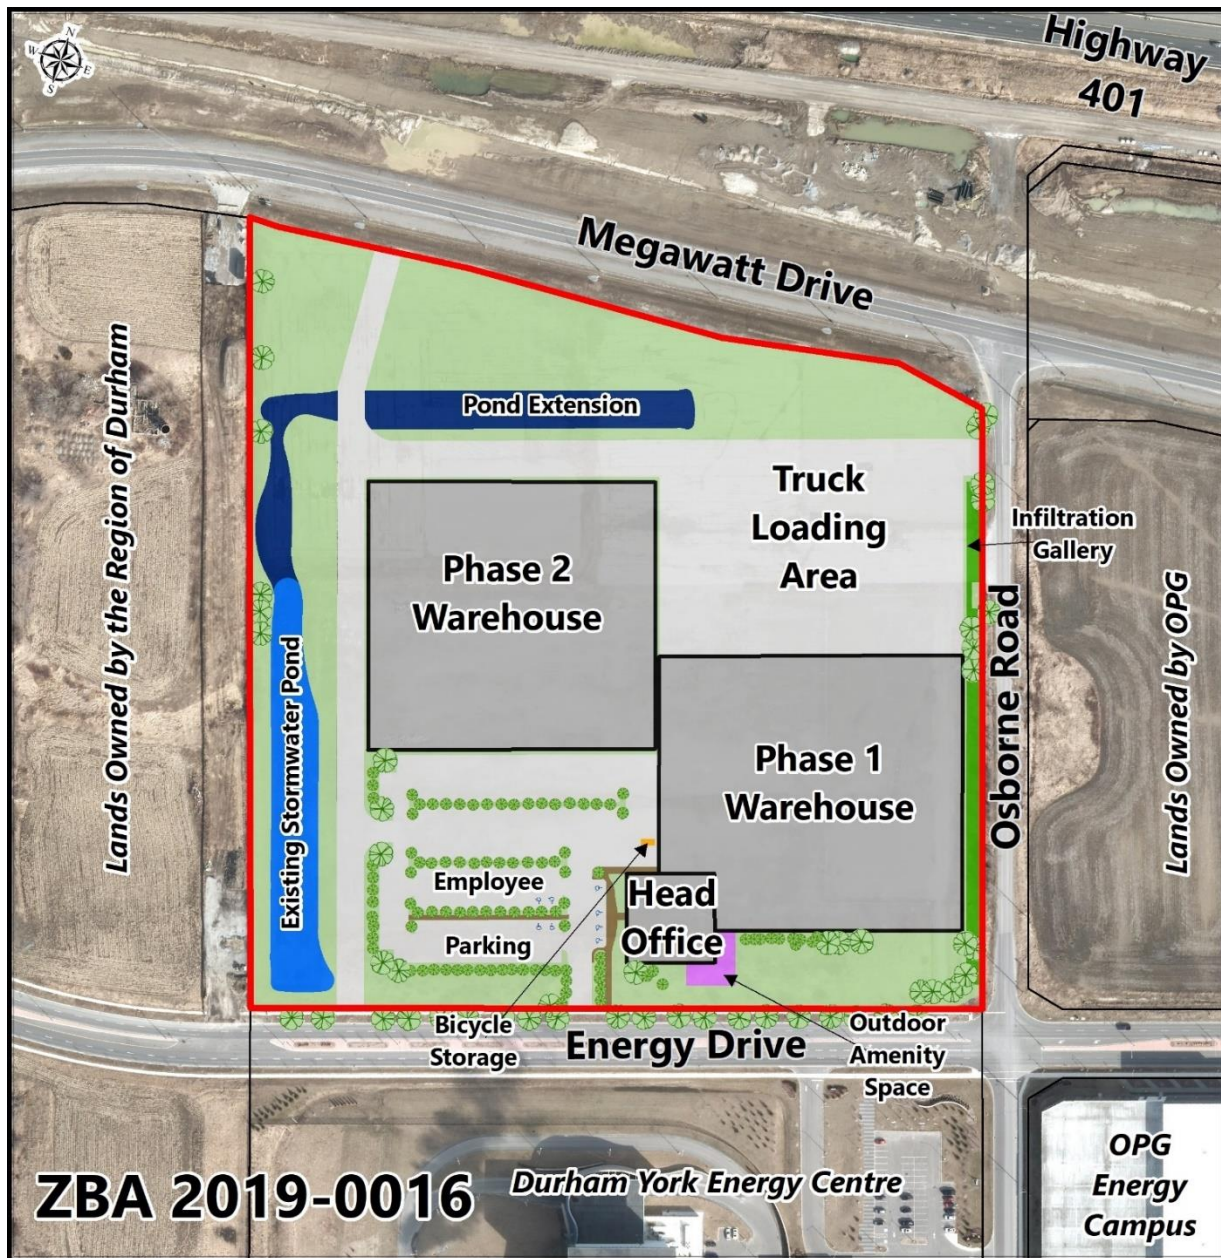 N
W
E
S
Highway
401
Megawatt Drive
Lands Owned by the Region of Durham
Pond Extension
Truck
Loading
Area
Infiltration
Gallery
Phase 2
Warehouse
Osborne Road
Lands Owned by OPG
Existing Stormwater Pond
Phase 1
Warehouse
Employee
Parking
Head
Office
Bicycle
Storage
Energy Drive
Outdoor
Amenity
Space
ZBA 2019-0016
Durham York Energy Centre
OPG
Energy
Campus